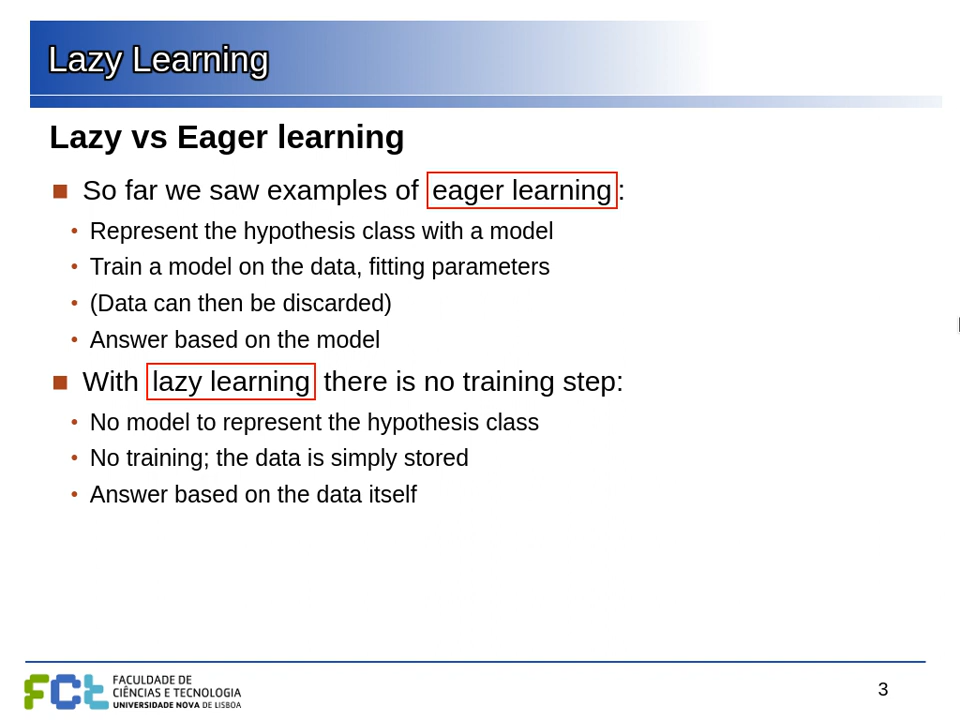 Lazy Learning
Lazy vs Eager learning
■ So far we saw examples of eager learning:
• Represent the hypothesis class with a model
• Train a model on the data, fitting parameters
• (Data can then be discarded)
• Answer based on the model
■ With lazy learning there is no training step:
• No model to represent the hypothesis class
• No training; the data is simply stored
• Answer based on the data itself
FCt
FACULDADE DE
CIÊNCIAS E TECNOLOGIA
UNIVERSIDADE NOVA DE LISBOA
3